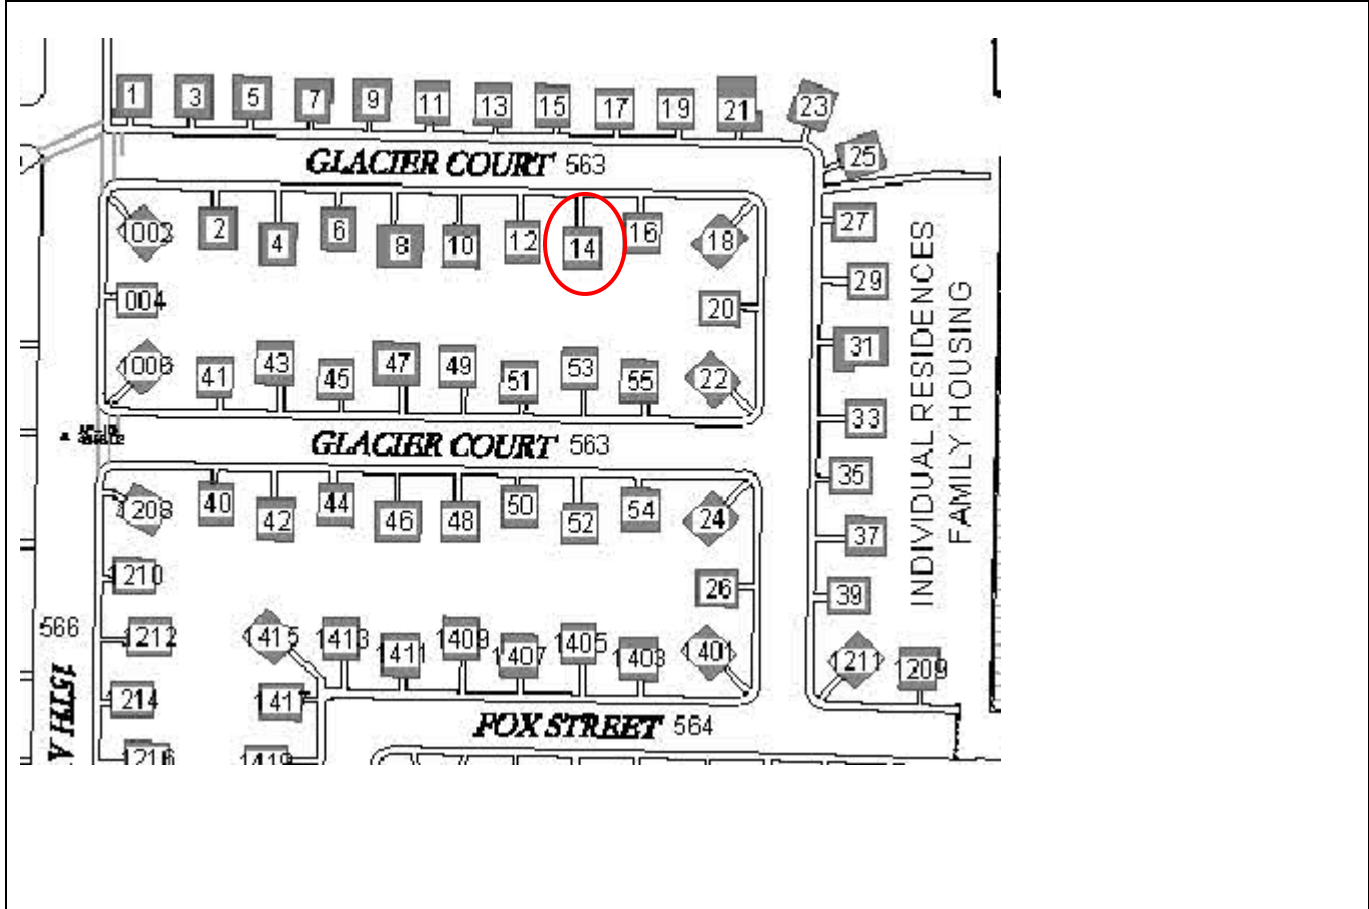 1 3 5 7 9 11 13 15 17 19 21 23
25
GLACIER COURT 563
1002 2 4 6 8 10 12 14 16 18 27
004 20 29
1006 41 43 45 47 49 51 53 55 22 31
33
GLACIER COURT 563
35
1208 40 42 44 46 48 50 52 54 24 37
1210 26 39
566 1212 1415 1413 1411 1409 1407 1405 1403 1401 1211 1209
214 1417
FOX STREET 564
1216 1419
15TH A
INDIVIDUAL RESIDENCES
FAMILY HOUSING